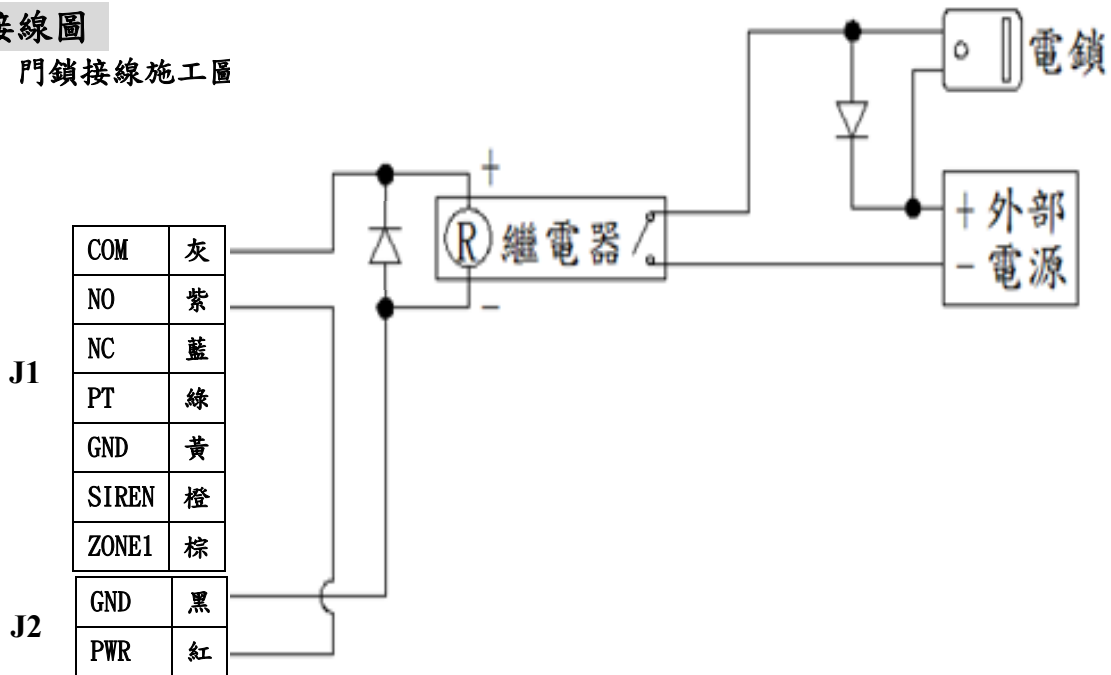 接線圖
門鎖接線施工圖
電鎖
+
R 繼電器
-
+ 外部
- 電源
J1
COM 灰
NO 紫
NC 藍
PT 綠
GND 黃
SIREN 橙
ZONE1 棕
J2
GND 黑
PWR 紅